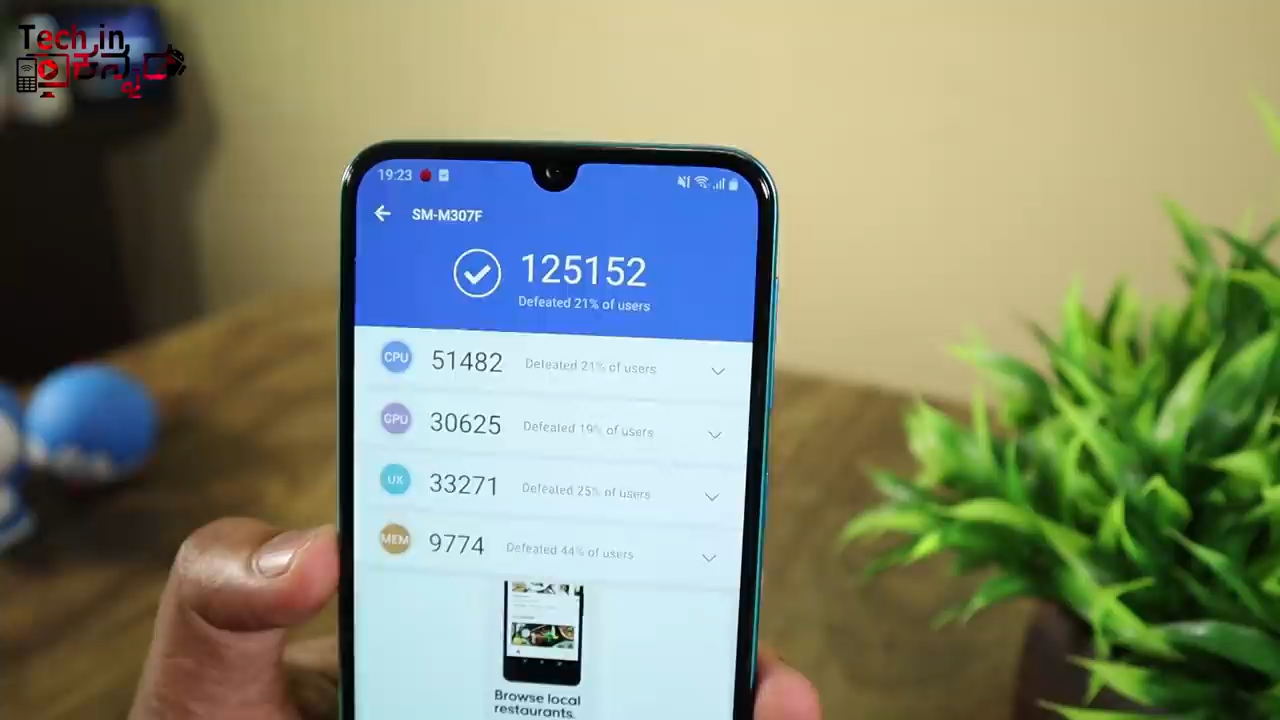 Tech in
ಕನ್ನಡ
19:23
SM-M307F
125152
Defeated 21% of users
CPU 51482 Defeated 21% of users
GPU 30625 Defeated 19% of users
UX 33271 Defeated 25% of users
MEM 9774 Defeated 44% of users
Browse local
restaurants.